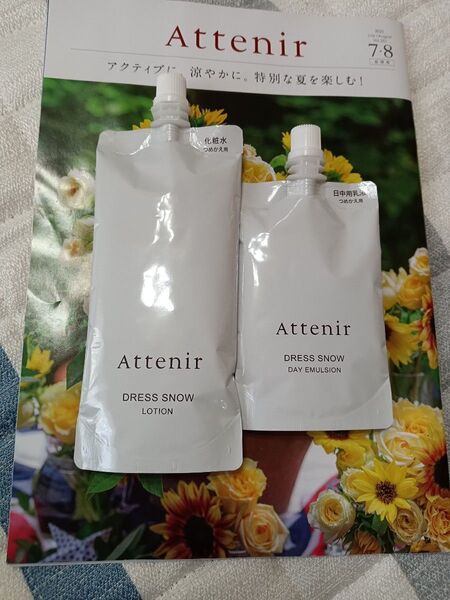 Attenir
7·8
アクティブに、涼やかに。特別な夏を楽しむ！
化粧水
つめかえ用
Attenir
DRESS SNOW
LOTION
日中用乳液
つめかえ用
Attenir
DRESS SNOW
DAY EMULSION